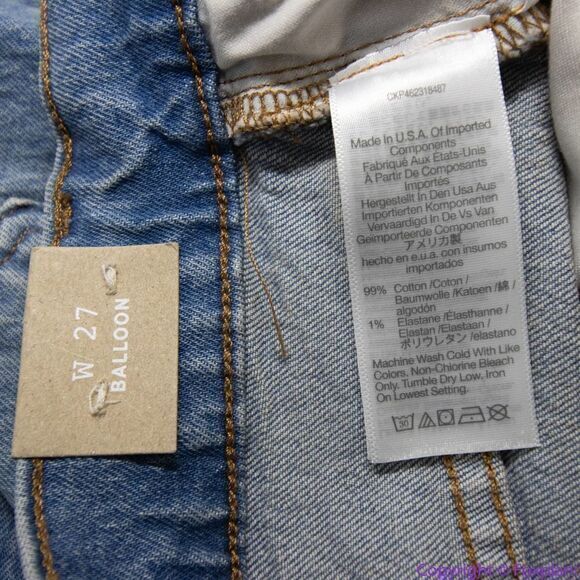 CKP462318487
Made In U.S.A. Of Imported
Components
Fabriqué Aux États-Unis
À Partir De Composants
Importés
Hergestellt In Den Usa Aus
Importierten Komponenten
Vervaardigd In De Vs Van
Geimporteerde Componenten
アメリカ製
hecho en e.u.a. con insumos
importados
99% Cotton /Coton /
Baumwolle /Katoen /綿 /
algodón
1% Elastane /Elasthanne /
Elastan /Elastaan /
ポリウレタン /elastano
Machine Wash Cold With Like
Colors. Non-Chlorine Bleach
Only. Tumble Dry Low. Iron
On Lowest Setting.
30
W 27
BALLOON